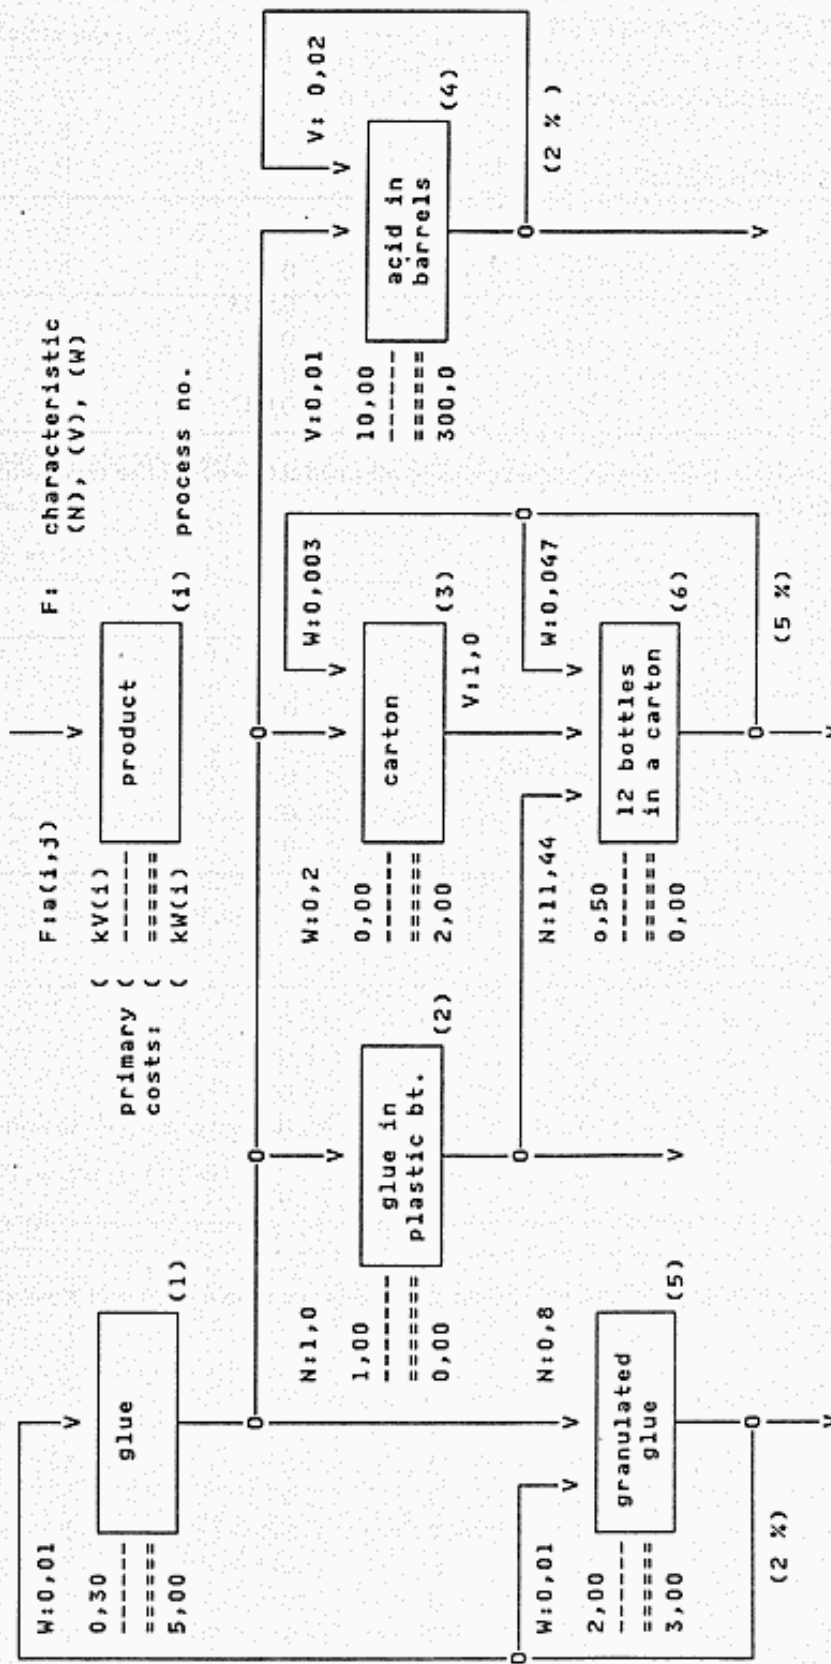 W:0,01
0,30
------
======
5,00
glue
(1)
F:a(i,j)
( kV(i)
primary ( ------
costs: ( ======
( kW(i)
product
(i) process no.
F: characteristic
(N), (V), (W)
N:1,0
1,00
------
======
0,00
glue in
plastic bt.
(2)
W:0,2
0,00
------
======
2,00
carton
(3)
W:0,003
V:1,0
V:0,01
10,00
------
======
300,0
acid in
barrels
(4)
V: 0,02
(2 % )
W:0,01
2,00
------
======
3,00
N:0,8
granulated
glue
(5)
(2 %)
N:11,44
0,50
------
======
0,00
12 bottles
in a carton
(6)
W:0,047
(5 %)